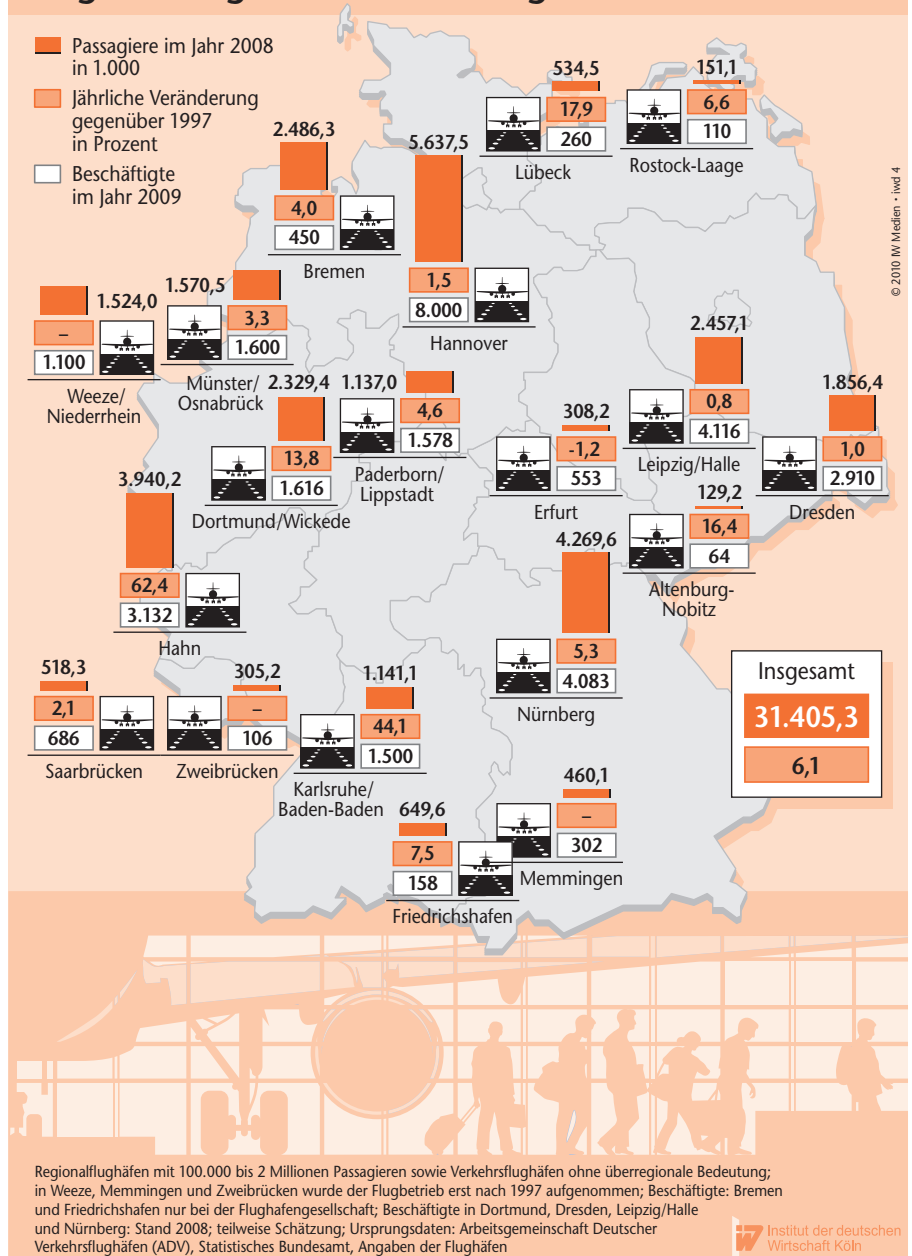 Passagiere im Jahr 2008
in 1.000
Jährliche Veränderung
gegenüber 1997
in Prozent
Beschäftigte
im Jahr 2009
534,5
17,9
260
Lübeck
151,1
6,6
110
Rostock-Laage
2.486,3
4,0
450
Bremen
5.637,5
1,5
8.000
Hannover
1.524,0
–
1.100
Weeze/
Niederrhein
1.570,5
3,3
1.600
Münster/
Osnabrück
2.329,4
13,8
1.616
Dortmund/Wickede
1.137,0
4,6
1.578
Paderborn/
Lippstadt
308,2
-1,2
553
Erfurt
2.457,1
0,8
4.116
Leipzig/Halle
1.856,4
1,0
2.910
Dresden
129,2
16,4
64
Altenburg-
Nobitz
3.940,2
62,4
3.132
Hahn
4.269,6
5,3
4.083
Nürnberg
518,3
2,1
686
Saarbrücken
305,2
–
106
Zweibrücken
1.141,1
44,1
1.500
Karlsruhe/
Baden-Baden
460,1
–
302
Memmingen
649,6
7,5
158
Friedrichshafen
Insgesamt
31.405,3
6,1
© 2010 IW Medien · iwd 4
Regionalflughäfen mit 100.000 bis 2 Millionen Passagieren sowie Verkehrsflughäfen ohne überregionale Bedeutung;
in Weeze, Memmingen und Zweibrücken wurde der Flugbetrieb erst nach 1997 aufgenommen; Beschäftigte: Bremen
und Friedrichshafen nur bei der Flughafengesellschaft; Beschäftigte in Dortmund, Dresden, Leipzig/Halle
und Nürnberg: Stand 2008; teilweise Schätzung; Ursprungsdaten: Arbeitsgemeinschaft Deutscher
Verkehrsflughäfen (ADV), Statistisches Bundesamt, Angaben der Flughäfen
Institut der deutschen
Wirtschaft Köln